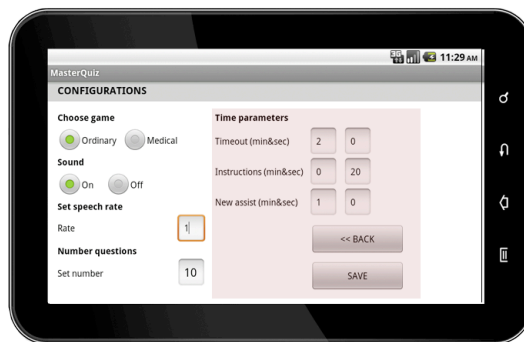 3G
11:29 AM
MasterQuiz
CONFIGURATIONS
Choose game
Ordinary Medical
Sound
On Off
Set speech rate
Rate 1
Number questions
Set number 10
Time parameters
Timeout (min&sec) 2 0
Instructions (min&sec) 0 20
New assist (min&sec) 1 0
<< BACK
SAVE